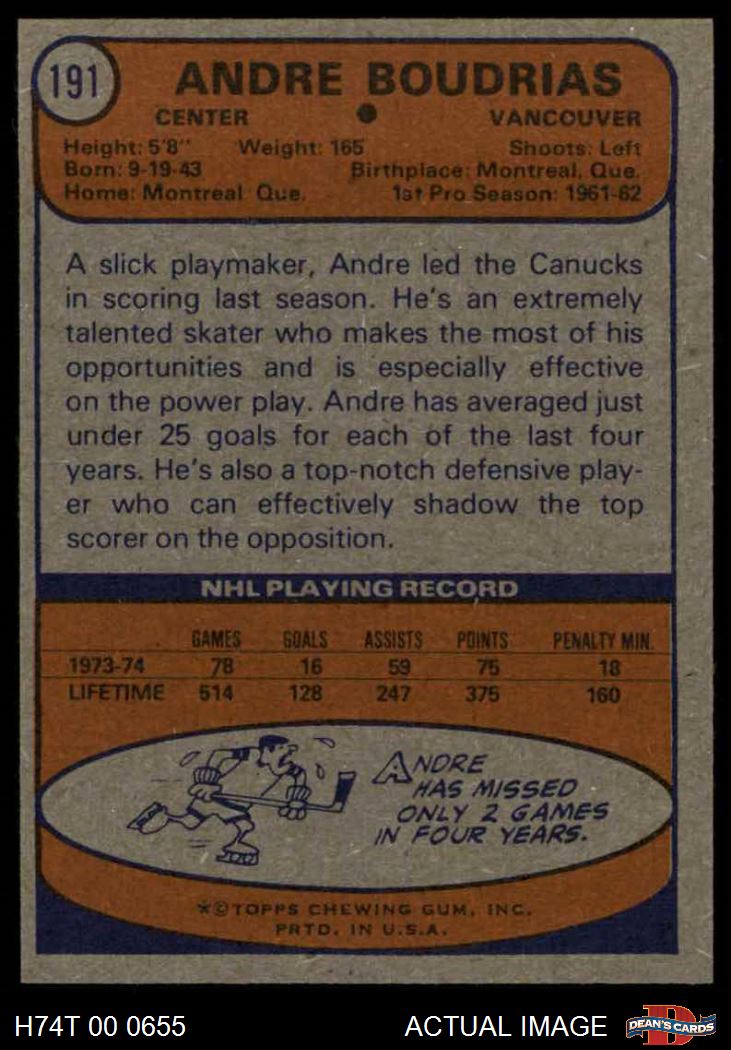 191
ANDRE BOUDRIAS
CENTER VANCOUVER
Height: 5'8" Weight: 165 Shoots: Left
Born: 9-19-43 Birthplace: Montreal, Que.
Home: Montreal Que. 1st Pro Season: 1961-62
A slick playmaker, Andre led the Canucks
in scoring last season. He's an extremely
talented skater who makes the most of his
opportunities and is especially effective
on the power play. Andre has averaged just
under 25 goals for each of the last four
years. He's also a top-notch defensive play-
er who can effectively shadow the top
scorer on the opposition.
NHL PLAYING RECORD
GAMES GOALS ASSISTS POINTS PENALTY MIN.
1973-74 78 16 59 75 18
LIFETIME 514 128 247 375 160
ANDRE
HAS MISSED
ONLY 2 GAMES
IN FOUR YEARS.
*©TOPPS CHEWING GUM, INC.
PRTD. IN U.S.A.
H74T 00 0655 ACTUAL IMAGE
D
DEAN'S CARDS